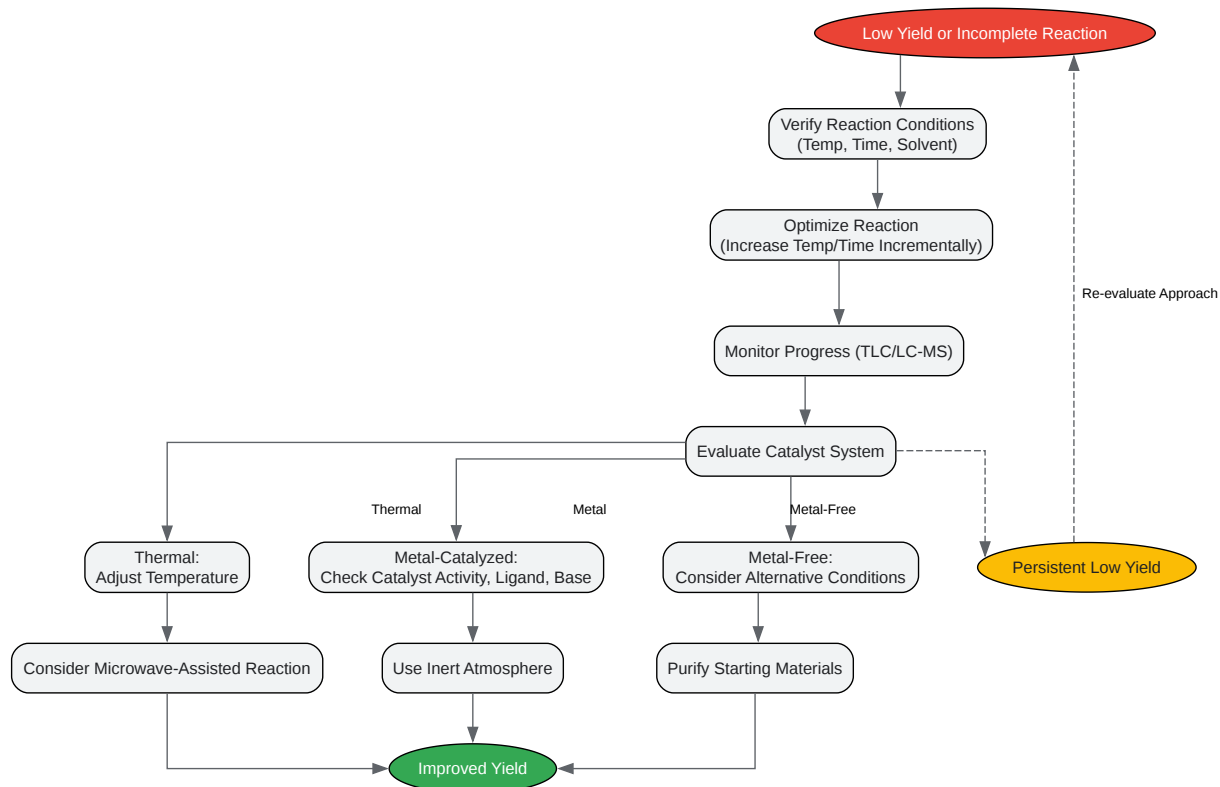 Low Yield or Incomplete Reaction
Verify Reaction Conditions
(Temp, Time, Solvent)
Optimize Reaction
(Increase Temp/Time Incrementally)
Re-evaluate Approach
Monitor Progress (TLC/LC-MS)
Evaluate Catalyst System
Thermal
Metal
Metal-Free
Thermal:
Adjust Temperature
Metal-Catalyzed:
Check Catalyst Activity, Ligand, Base
Metal-Free:
Consider Alternative Conditions
Persistent Low Yield
Consider Microwave-Assisted Reaction
Use Inert Atmosphere
Purify Starting Materials
Improved Yield